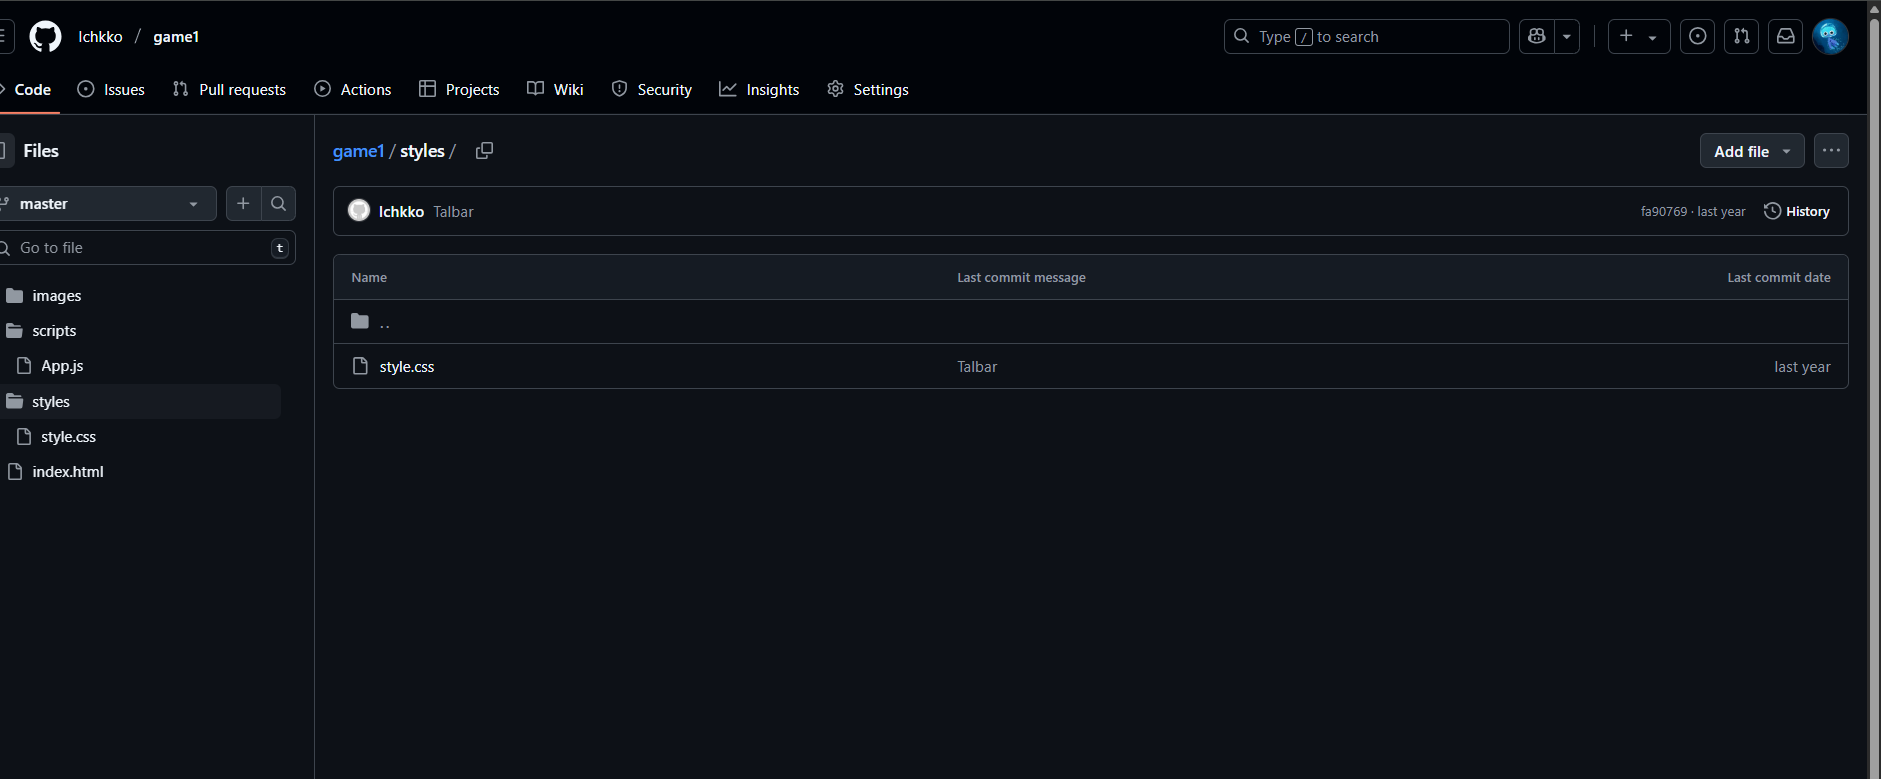 Ichkko / game1
Type / to search
Code
Issues
Pull requests
Actions
Projects
Wiki
Security
Insights
Settings
Files
master
Go to file
t
images
scripts
App.js
styles
style.css
index.html
game1 / styles /
Add file
Ichkko Talbar
fa90769 · last year
History
Name Last commit message Last commit date
..
style.css Talbar last year